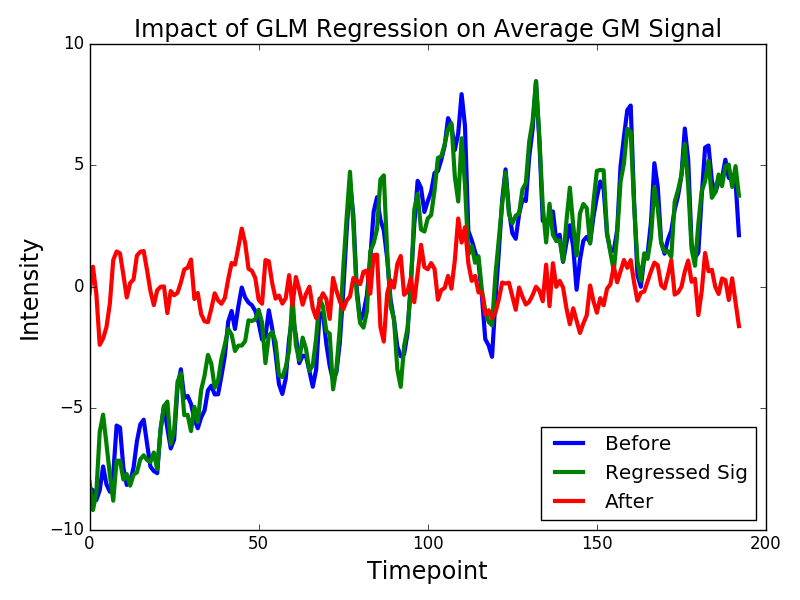 Impact of GLM Regression on Average GM Signal
10
5
0
−5
−10
Intensity
0
50
100
150
200
Timepoint
Before
Regressed Sig
After